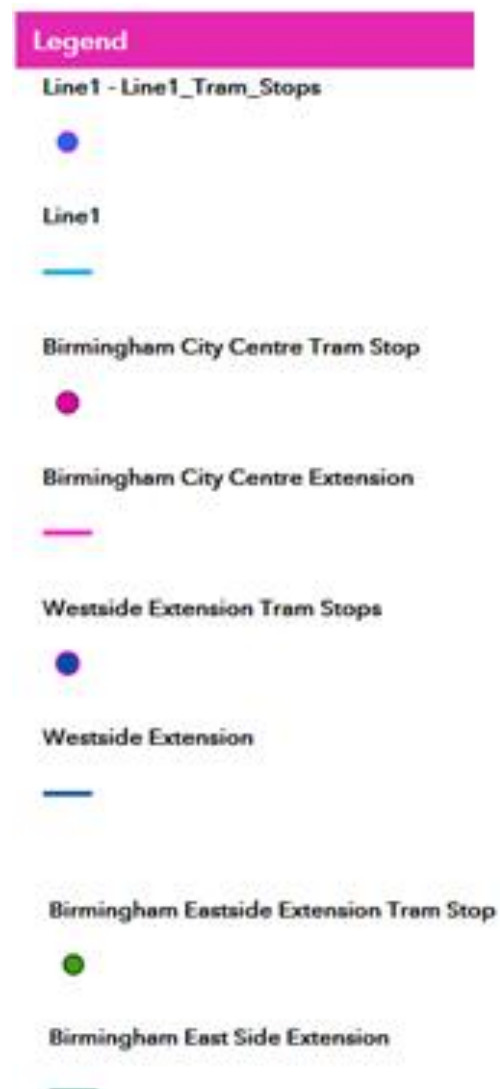 Legend
Line1 - Line1_Tram_Stops
Line1
Birmingham City Centre Tram Stop
Birmingham City Centre Extension
Westside Extension Tram Stops
Westside Extension
Birmingham Eastside Extension Tram Stop
Birmingham East Side Extension